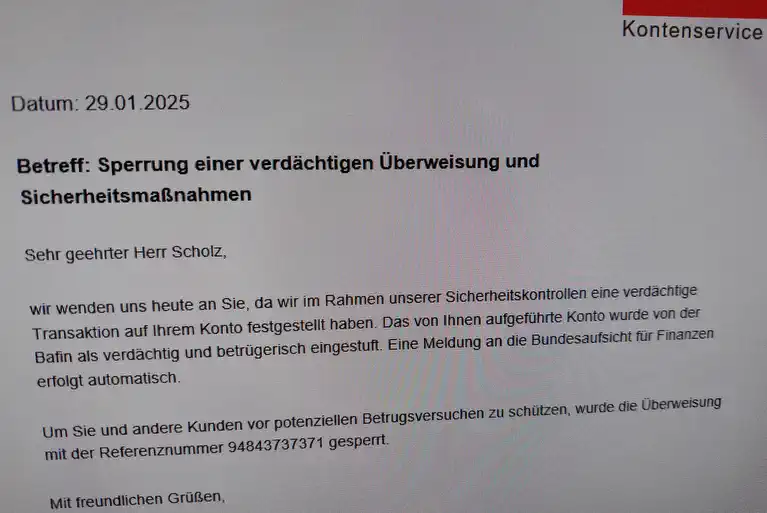 Kontenservice
Datum: 29.01.2025
Betreff: Sperrung einer verdächtigen Überweisung und
Sicherheitsmaßnahmen
Sehr geehrter Herr Scholz,
wir wenden uns heute an Sie, da wir im Rahmen unserer Sicherheitskontrollen eine verdächtige
Transaktion auf Ihrem Konto festgestellt haben. Das von Ihnen aufgeführte Konto wurde von der
Bafin als verdächtig und betrügerisch eingestuft. Eine Meldung an die Bundesaufsicht für Finanzen
erfolgt automatisch.
Um Sie und andere Kunden vor potenziellen Betrugsversuchen zu schützen, wurde die Überweisung
mit der Referenznummer 94843737371 gesperrt.
Mit freundlichen Grüßen,